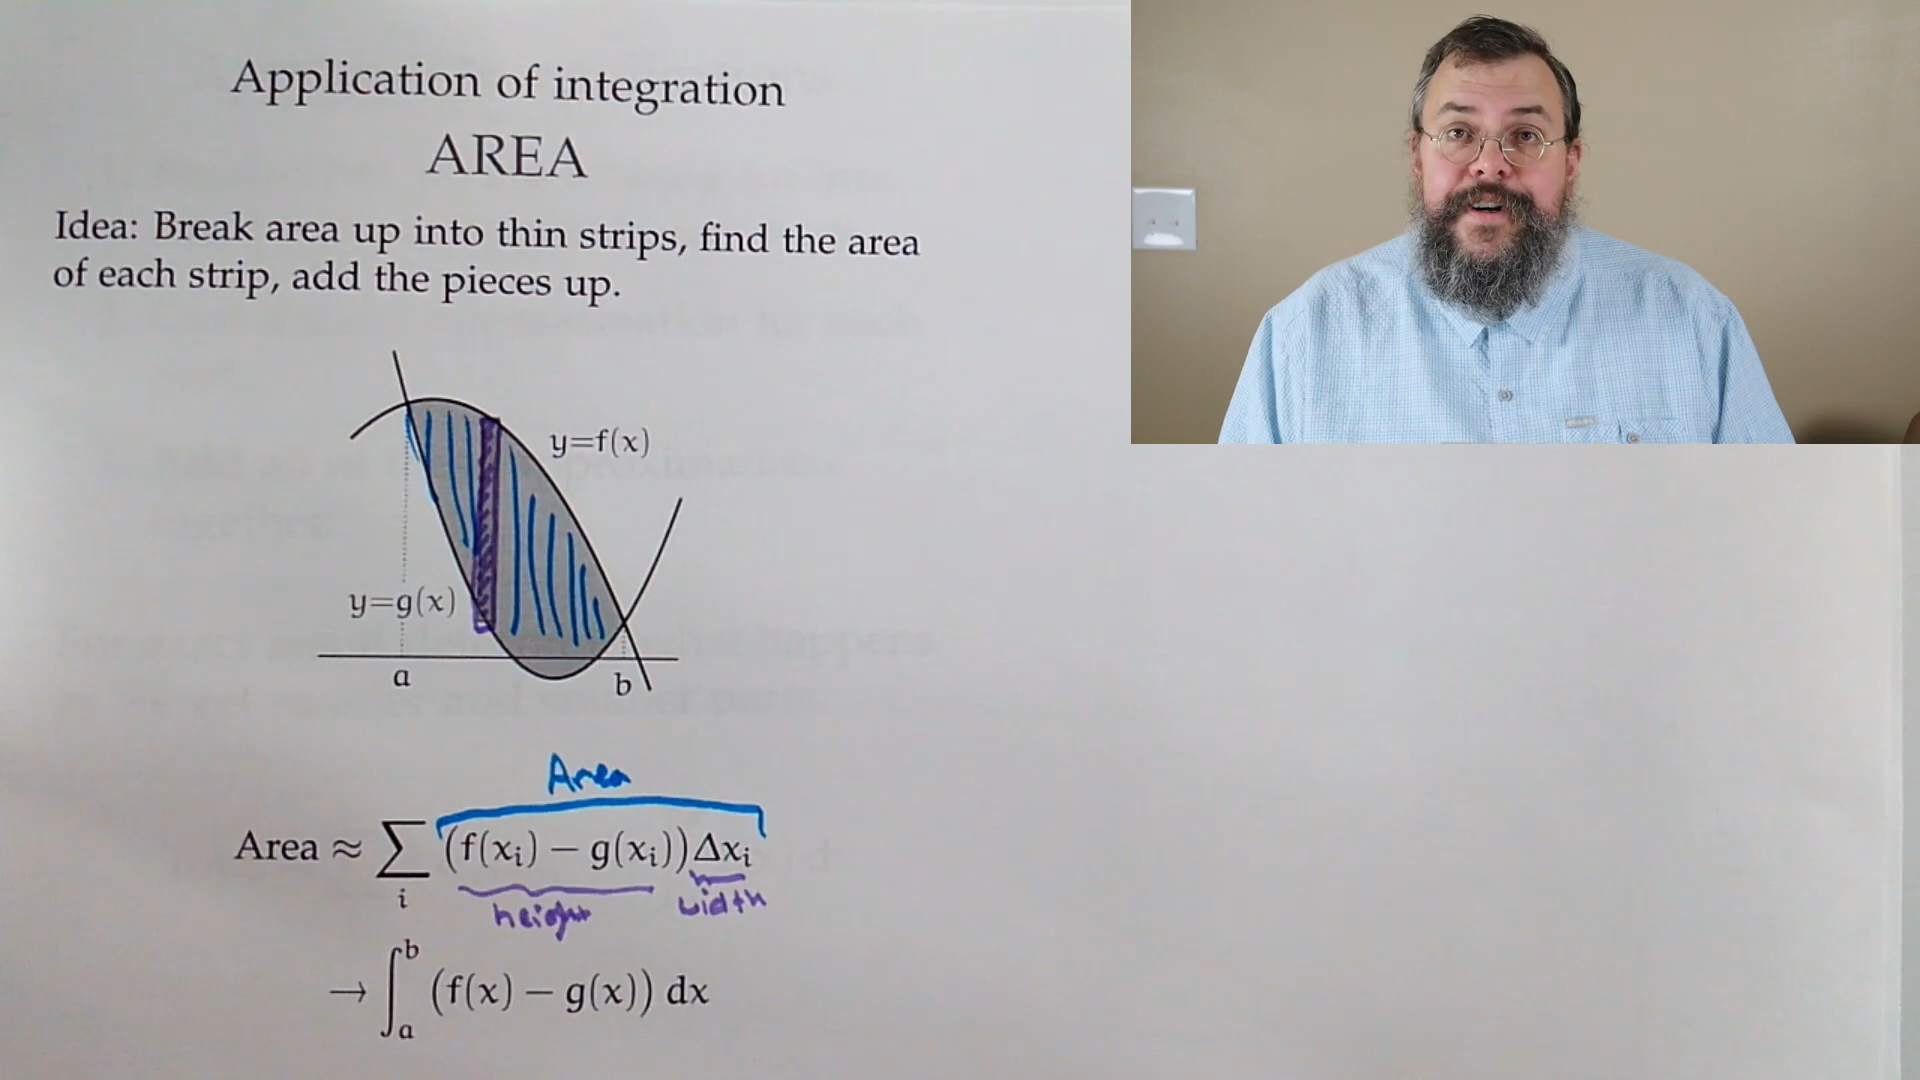 Application of integration
AREA
Idea: Break area up into thin strips, find the area
of each strip, add the pieces up.
y=f(x)
y=g(x)
a
b
Area
Area ≈ ∑ (f(xᵢ) − g(xᵢ))Δxᵢ
i
height
width
b
→ ∫ (f(x) − g(x)) dx
a